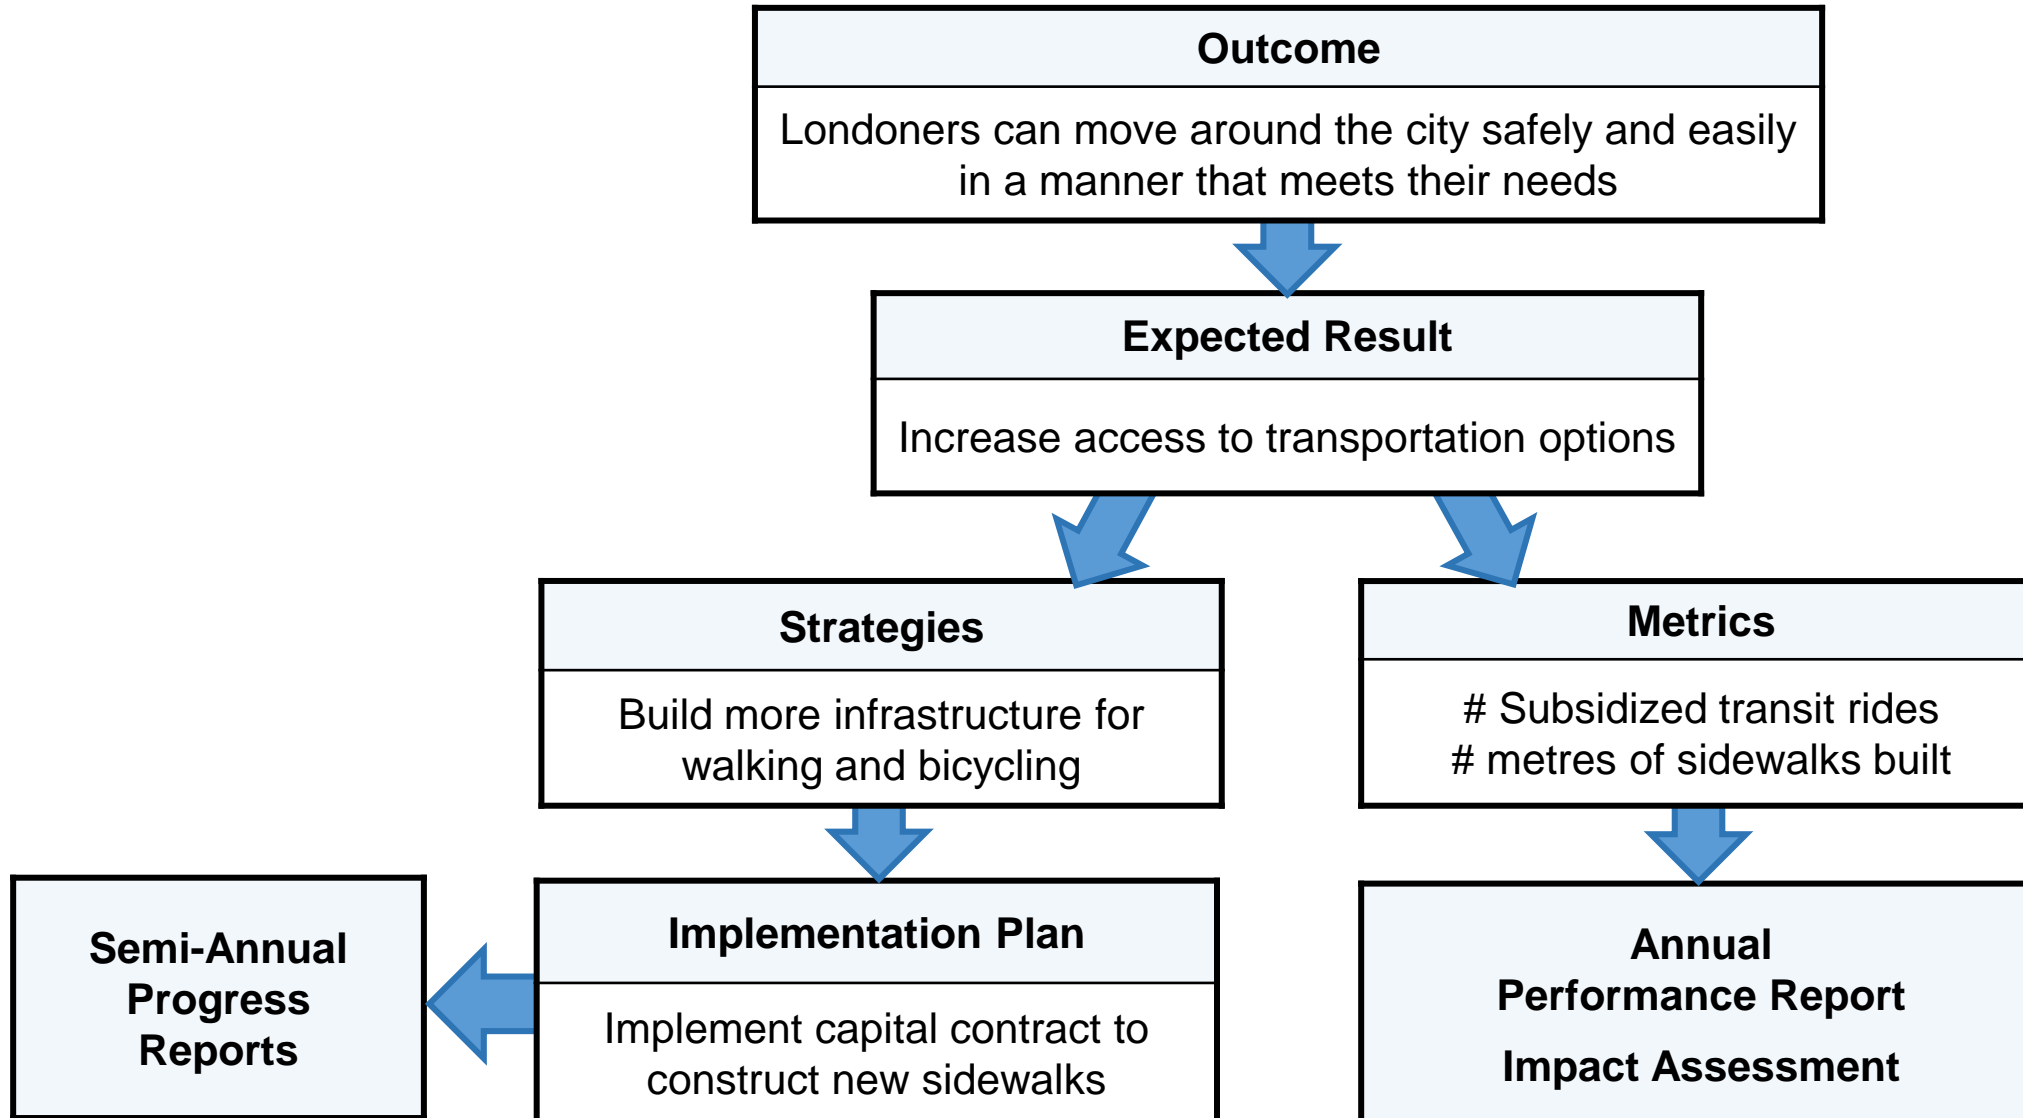 Outcome
Londoners can move around the city safely and easily
in a manner that meets their needs
Expected Result
Increase access to transportation options
Strategies
Build more infrastructure for
walking and bicycling
Metrics
# Subsidized transit rides
# metres of sidewalks built
Semi-Annual
Progress
Reports
Implementation Plan
Implement capital contract to
construct new sidewalks
Annual
Performance Report
Impact Assessment